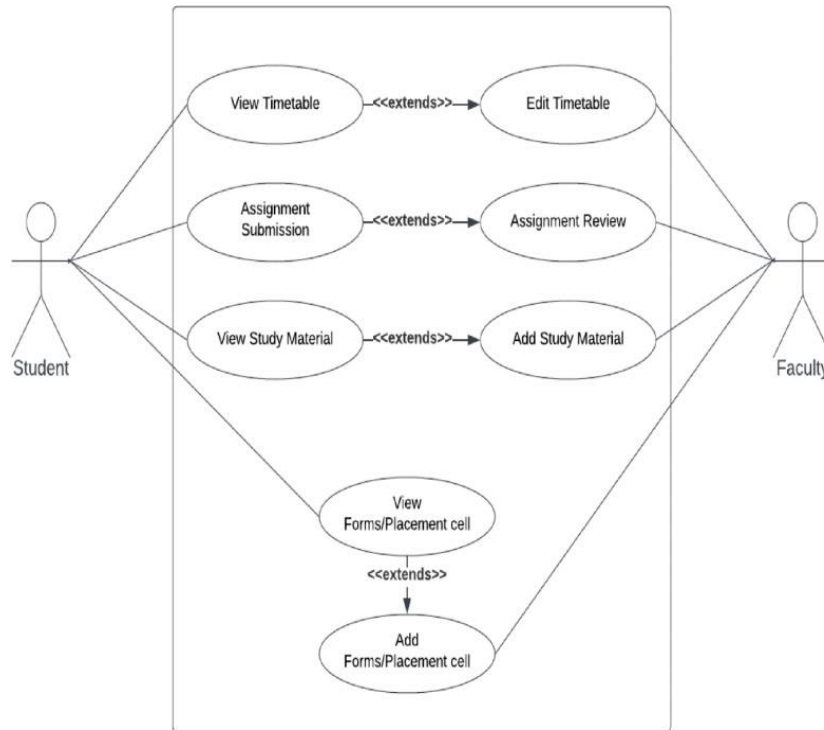 View Timetable
<<extends>>
Edit Timetable
Assignment
Submission
<<extends>>
Assignment Review
View Study Material
<<extends>>
Add Study Material
Student
Faculty
View
Forms/Placement cell
<<extends>>
Add
Forms/Placement cell